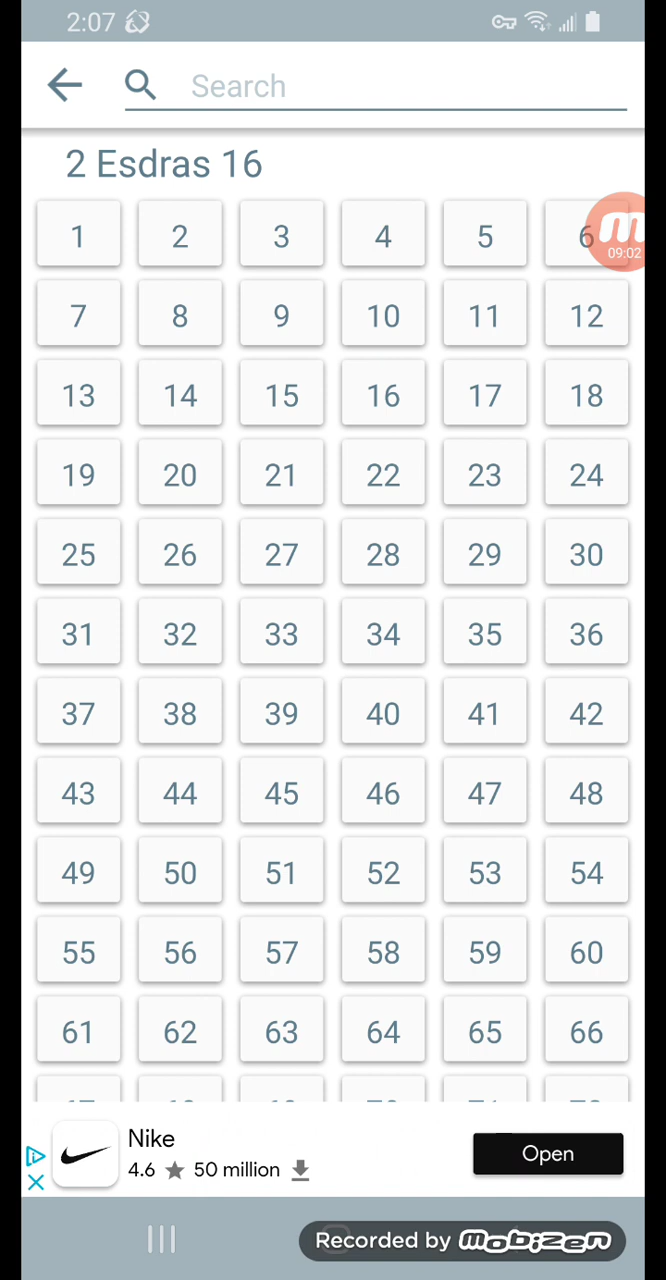 2:07
Search
2 Esdras 16
1 2 3 4 5 6
09:02
7 8 9 10 11 12
13 14 15 16 17 18
19 20 21 22 23 24
25 26 27 28 29 30
31 32 33 34 35 36
37 38 39 40 41 42
43 44 45 46 47 48
49 50 51 52 53 54
55 56 57 58 59 60
61 62 63 64 65 66
Nike
4.6 ★ 50 million
Open
Recorded by mobizen